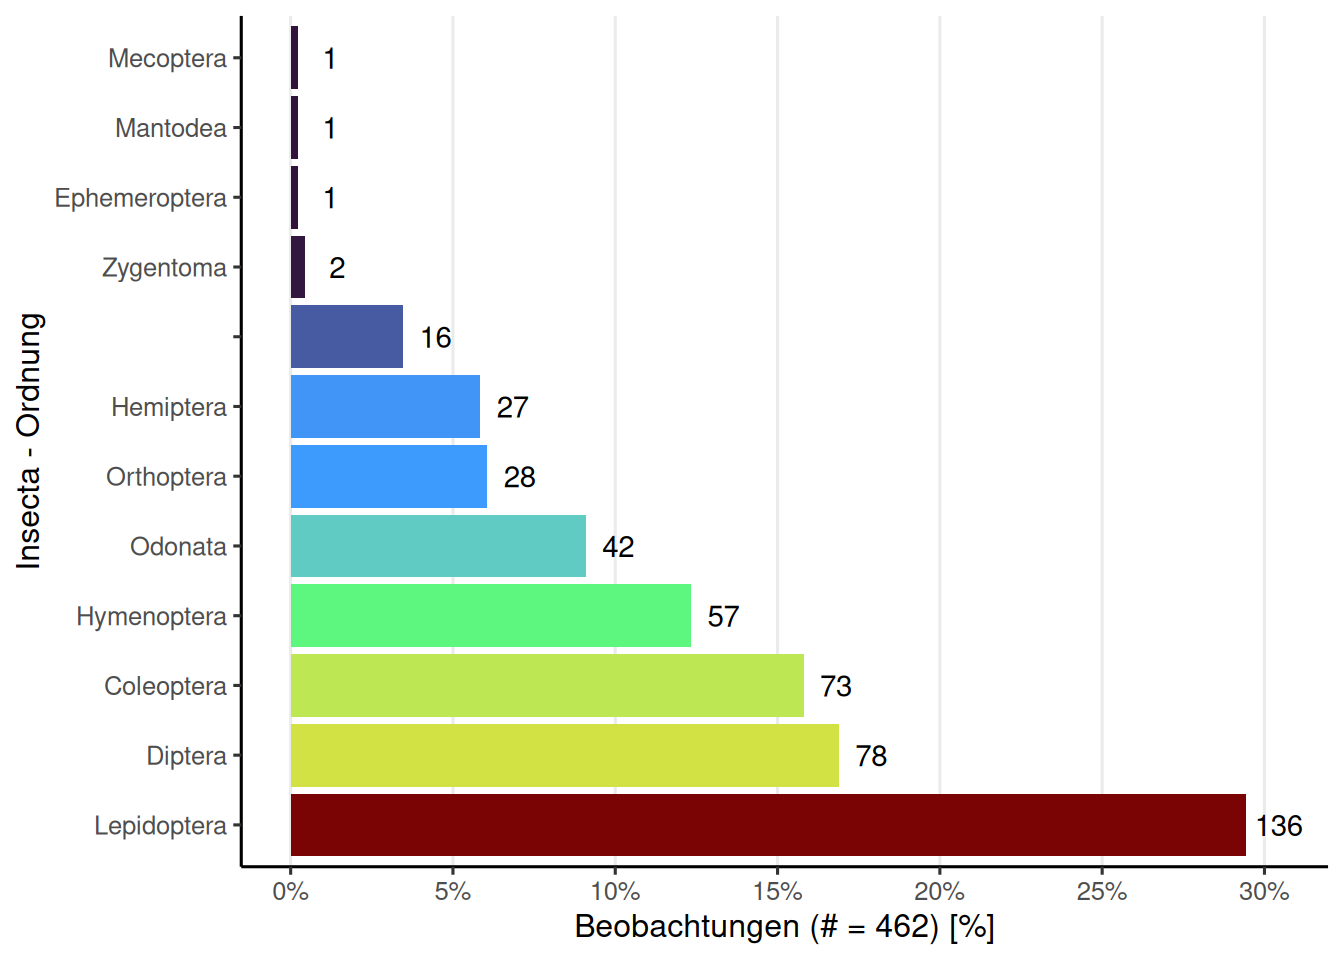 Insecta - Ordnung
Mecoptera 1
Mantodea 1
Ephemeroptera 1
Zygentoma 2
16
Hemiptera 27
Orthoptera 28
Odonata 42
Hymenoptera 57
Coleoptera 73
Diptera 78
Lepidoptera 136
0% 5% 10% 15% 20% 25% 30%
Beobachtungen (# = 462) [%]